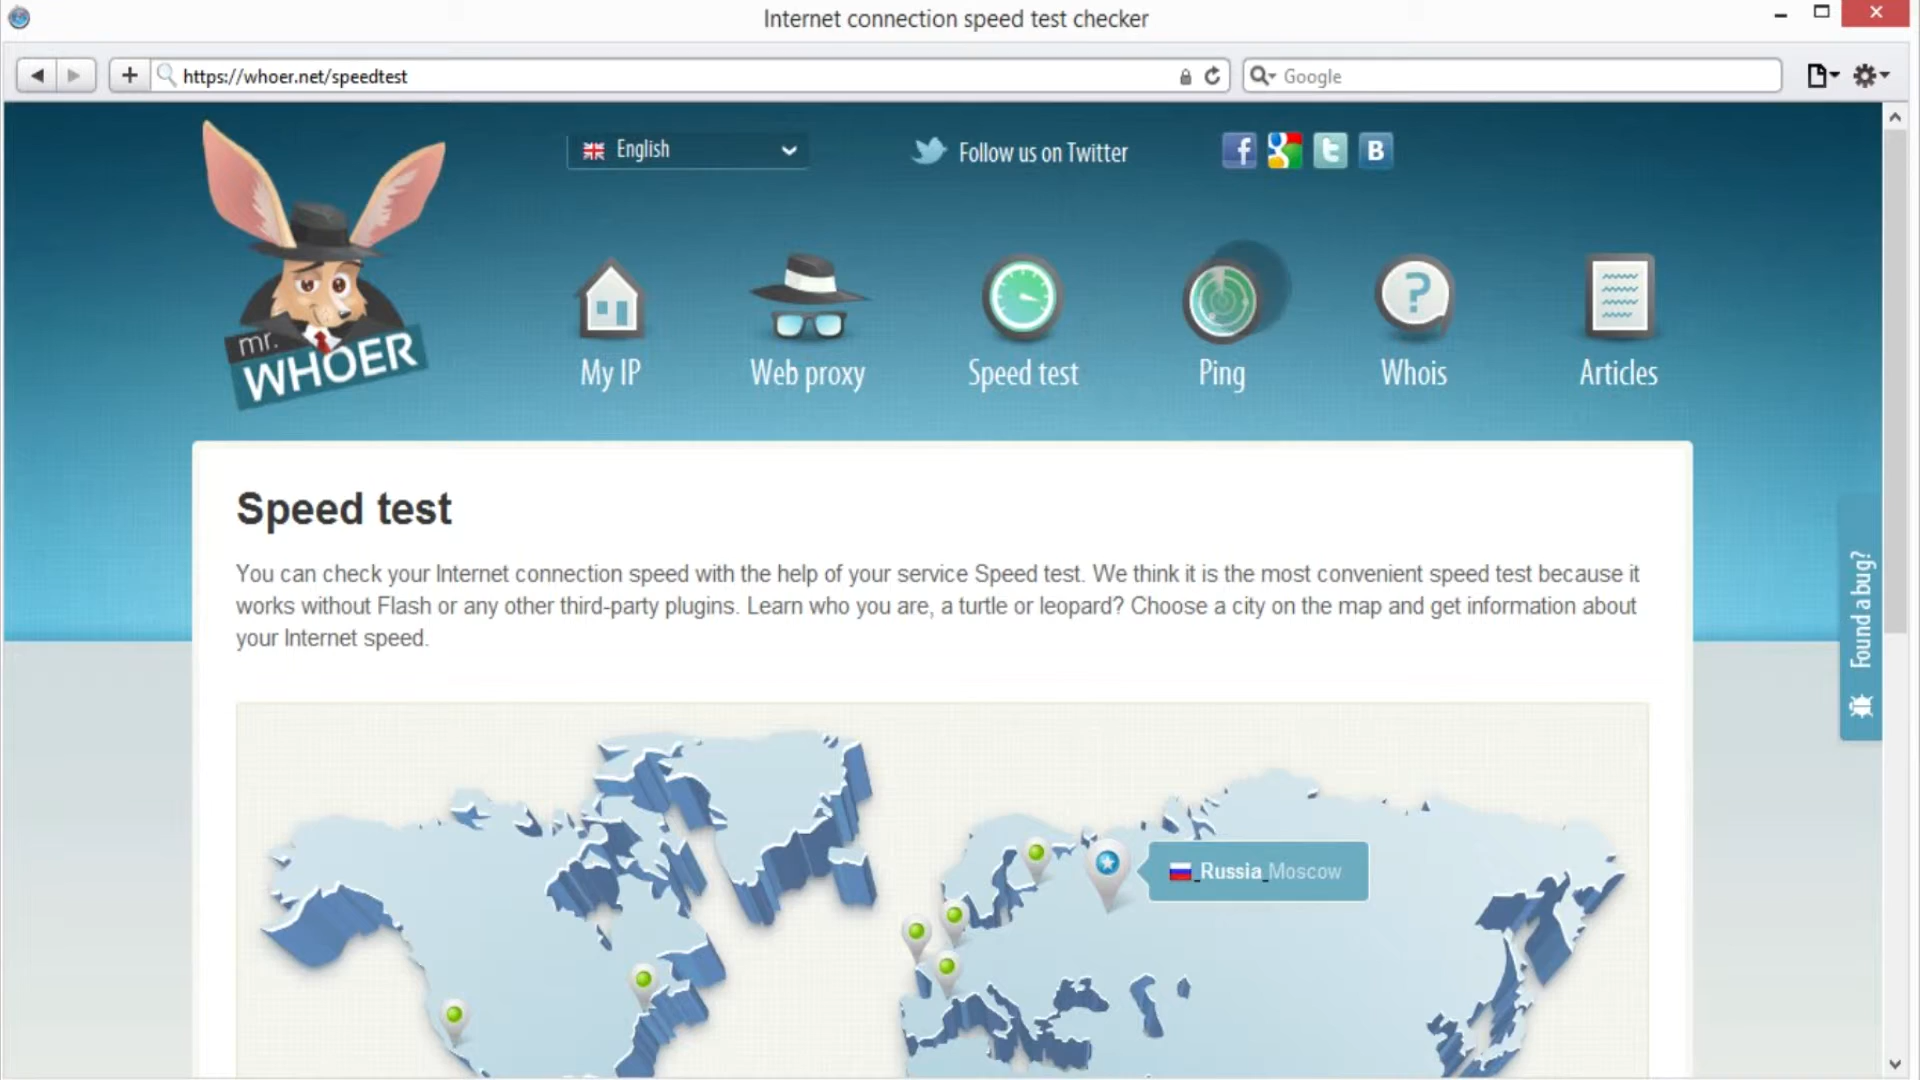 Internet connection speed test checker
https://whoer.net/speedtest
Google
English
Follow us on Twitter
mr.
WHOER
My IP
Web proxy
Speed test
Ping
Whois
Articles
Speed test
You can check your Internet connection speed with the help of your service Speed test. We think it is the most convenient speed test because it
works without Flash or any other third-party plugins. Learn who you are, a turtle or leopard? Choose a city on the map and get information about
your Internet speed.
Found a bug?
Russia Moscow